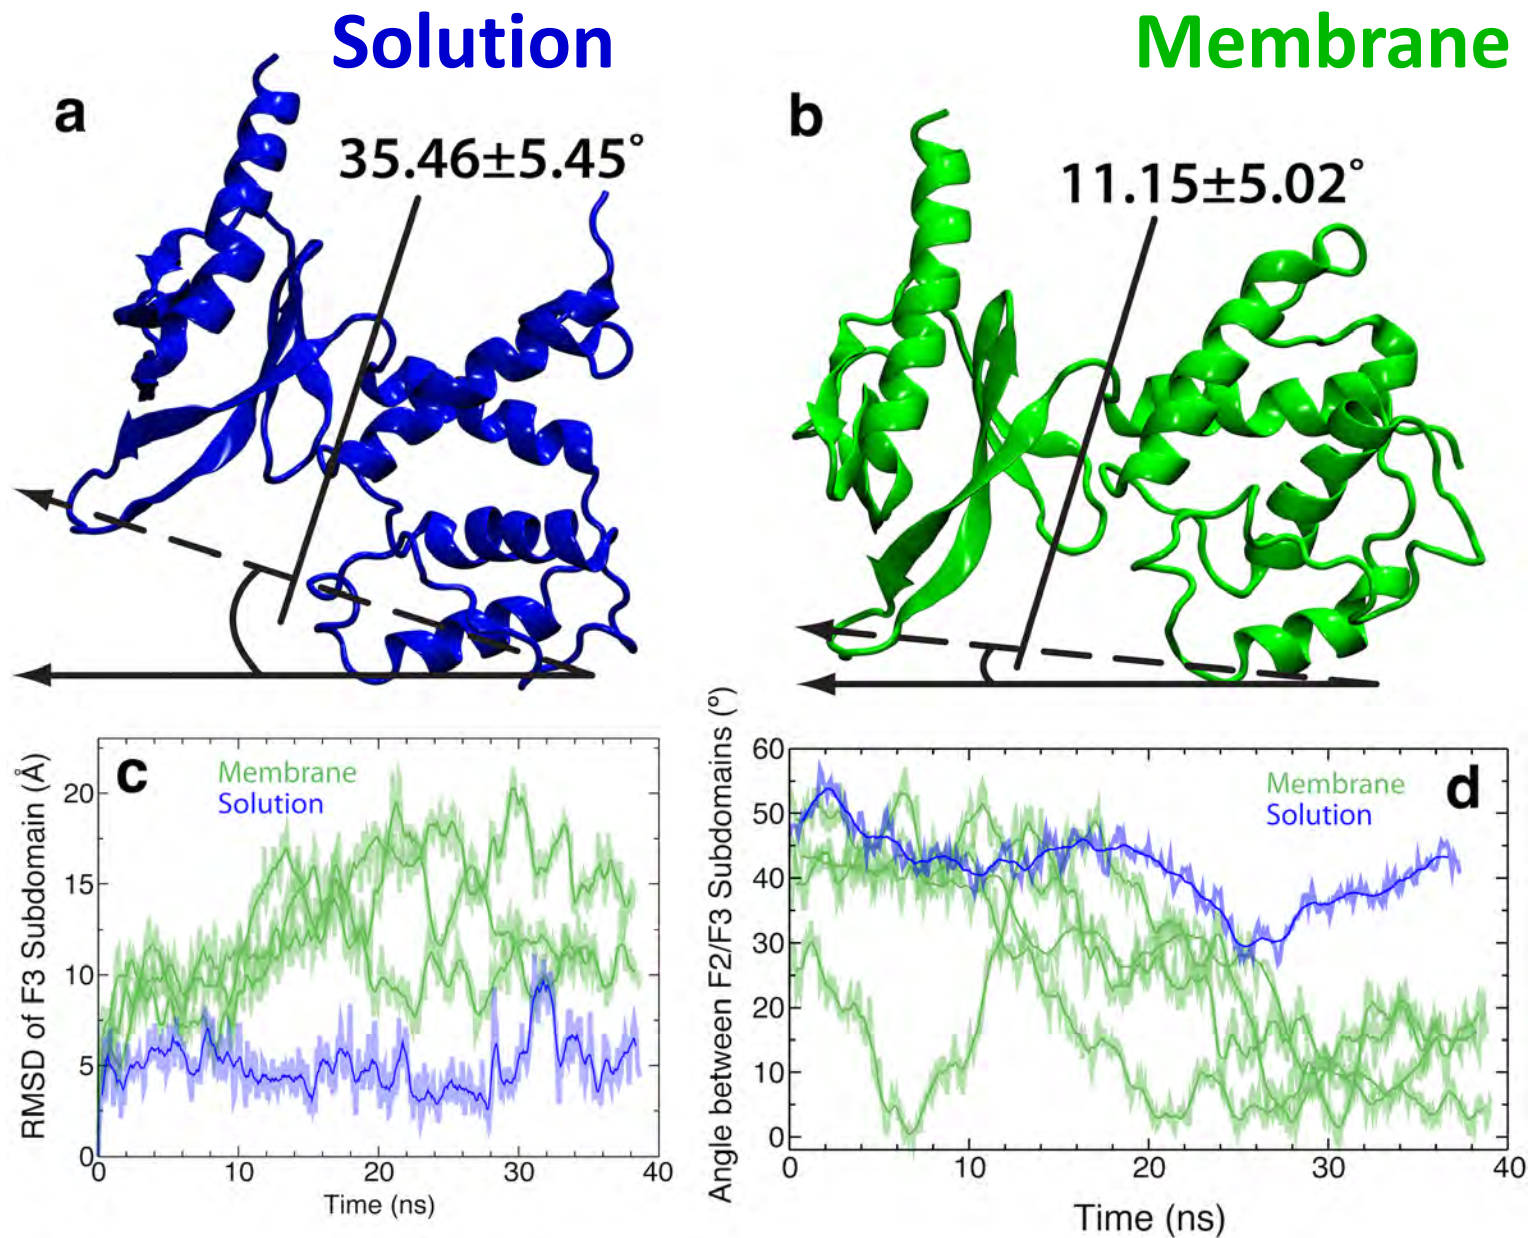 Solution
Membrane
a
35.46±5.45°
b
11.15±5.02°
c
Membrane
Solution
RMSD of F3 Subdomain (Å)
20
15
10
5
0
0 10 20 30 40
Time (ns)
d
Membrane
Solution
Angle between F2/F3 Subdomains (º)
60
50
40
30
20
10
0
0 10 20 30 40
Time (ns)